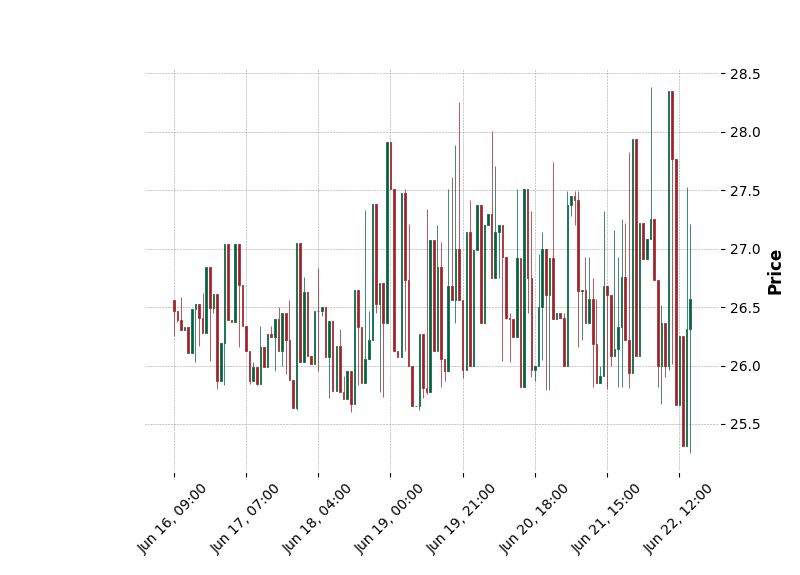 28.5
28.0
27.5
27.0
26.5
26.0
25.5
Price
Jun 16, 09:00
Jun 17, 07:00
Jun 18, 04:00
Jun 19, 00:00
Jun 19, 21:00
Jun 20, 18:00
Jun 21, 15:00
Jun 22, 12:00